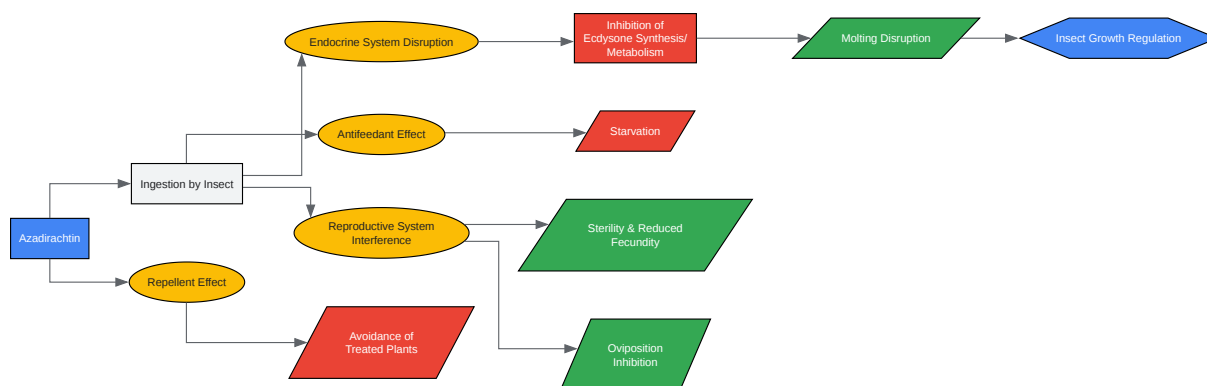 Endocrine System Disruption
Inhibition of
Ecdysone Synthesis/
Metabolism
Molting Disruption
Insect Growth Regulation
Antifeedant Effect
Starvation
Ingestion by Insect
Azadirachtin
Reproductive System
Interference
Sterility & Reduced
Fecundity
Repellent Effect
Avoidance of
Treated Plants
Oviposition
Inhibition